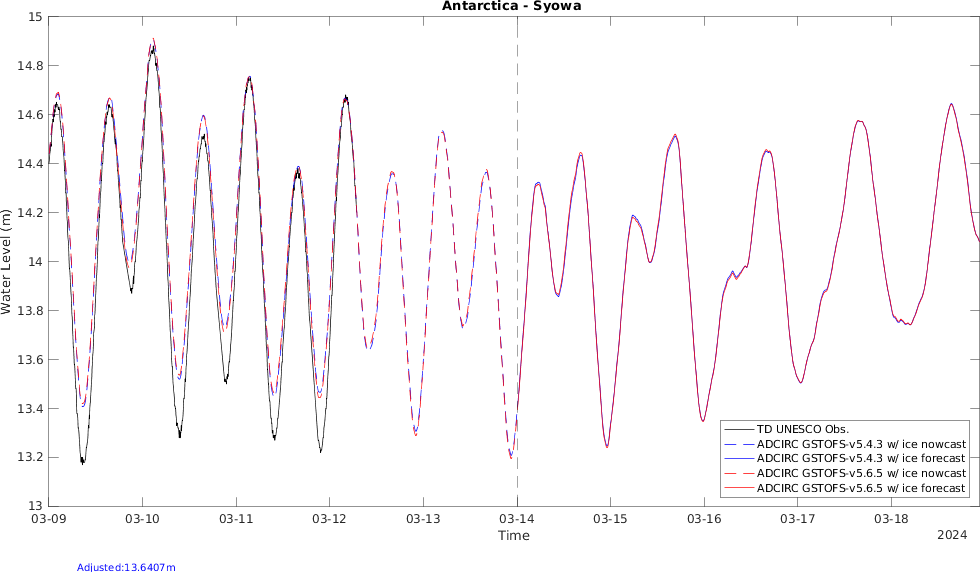 Antarctica - Syowa
Water Level (m)
15
14.8
14.6
14.4
14.2
14
13.8
13.6
13.4
13.2
13
TD UNESCO Obs.
ADCIRC GSTOFS-v5.4.3 w/ ice nowcast
ADCIRC GSTOFS-v5.4.3 w/ ice forecast
ADCIRC GSTOFS-v5.6.5 w/ ice nowcast
ADCIRC GSTOFS-v5.6.5 w/ ice forecast
03-09 03-10 03-11 03-12 03-13 03-14 03-15 03-16 03-17 03-18
Time
2024
Adjusted:13.6407m